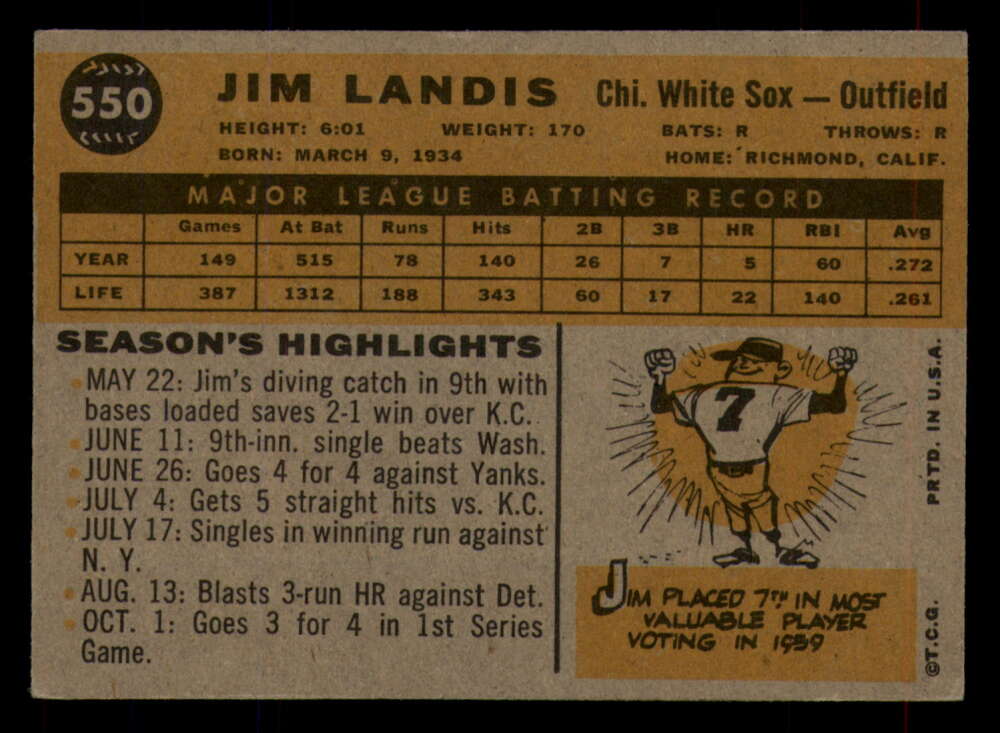 550
JIM LANDIS Chi. White Sox — Outfield
HEIGHT: 6:01 WEIGHT: 170 BATS: R THROWS: R
BORN: MARCH 9, 1934 HOME: RICHMOND, CALIF.
MAJOR LEAGUE BATTING RECORD
Games At Bat Runs Hits 2B 3B HR RBI Avg
YEAR 149 515 78 140 26 7 5 60 .272
LIFE 387 1312 188 343 60 17 22 140 .261
SEASON'S HIGHLIGHTS
MAY 22: Jim's diving catch in 9th with
bases loaded saves 2-1 win over K.C.
JUNE 11: 9th-inn. single beats Wash.
JUNE 26: Goes 4 for 4 against Yanks.
JULY 4: Gets 5 straight hits vs. K.C.
JULY 17: Singles in winning run against
N. Y.
AUG. 13: Blasts 3-run HR against Det.
OCT. 1: Goes 3 for 4 in 1st Series
Game.
7
JIM PLACED 7TH IN MOST
VALUABLE PLAYER
VOTING IN 1959
©T.C.G. PRTD. IN U.S.A.